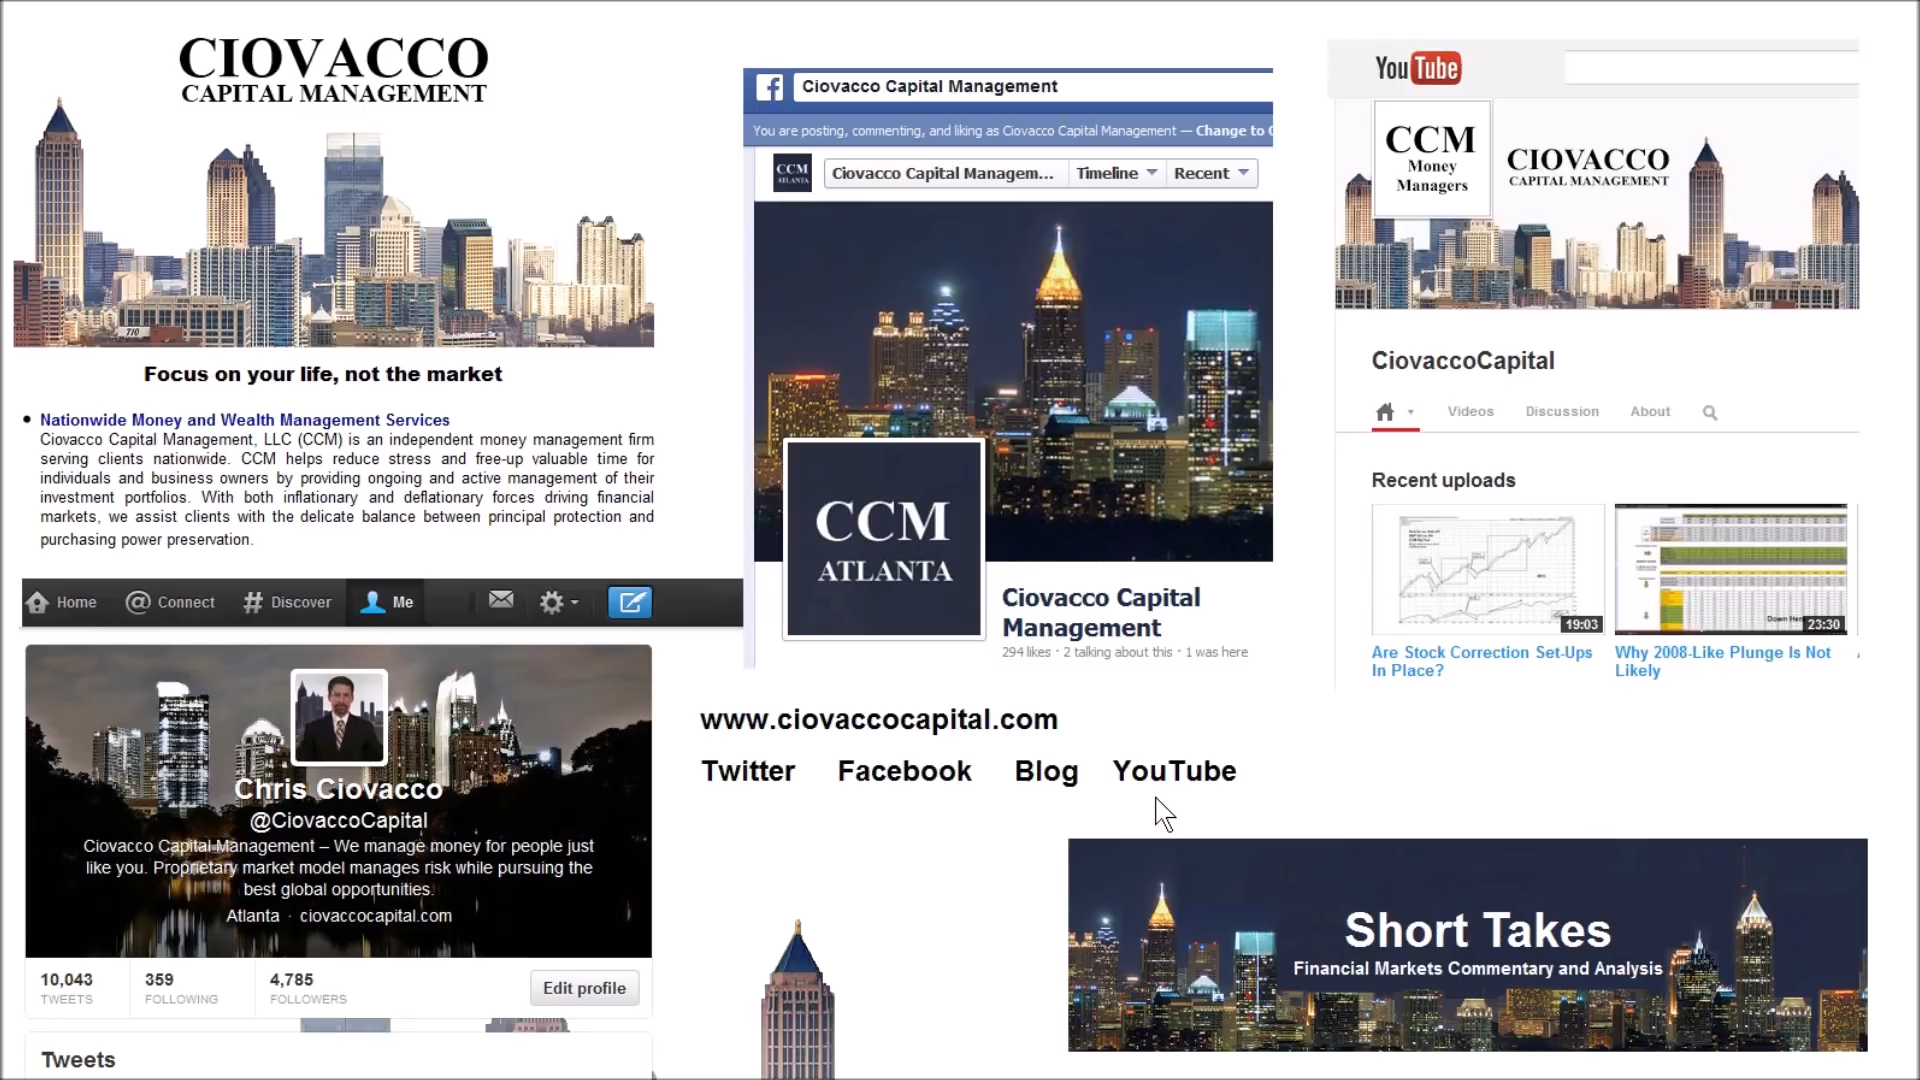 CIOVACCO
CAPITAL MANAGEMENT
710
Focus on your life, not the market
• Nationwide Money and Wealth Management Services
Ciovacco Capital Management, LLC (CCM) is an independent money management firm
serving clients nationwide. CCM helps reduce stress and free-up valuable time for
individuals and business owners by providing ongoing and active management of their
investment portfolios. With both inflationary and deflationary forces driving financial
markets, we assist clients with the delicate balance between principal protection and
purchasing power preservation.
Home @ Connect # Discover Me
Chris Ciovacco
@CiovaccoCapital
Ciovacco Capital Management – We manage money for people just
like you. Proprietary market model manages risk while pursuing the
best global opportunities.
Atlanta · ciovaccocapital.com
10,043 359 4,785
TWEETS FOLLOWING FOLLOWERS
Edit profile
Tweets
Ciovacco Capital Management
You are posting, commenting, and liking as Ciovacco Capital Management — Change to
CCM
ATLANTA
Ciovacco Capital Managem... Timeline Recent
CCM
ATLANTA
Ciovacco Capital
Management
294 likes · 2 talking about this · 1 was here
YouTube
CCM
Money
Managers
CIOVACCO
CAPITAL MANAGEMENT
710
CiovaccoCapital
Videos Discussion About
Recent uploads
19:03 23:30
Are Stock Correction Set-Ups
In Place?
Why 2008-Like Plunge Is Not
Likely
www.ciovaccocapital.com
Twitter Facebook Blog YouTube
Short Takes
Financial Markets Commentary and Analysis